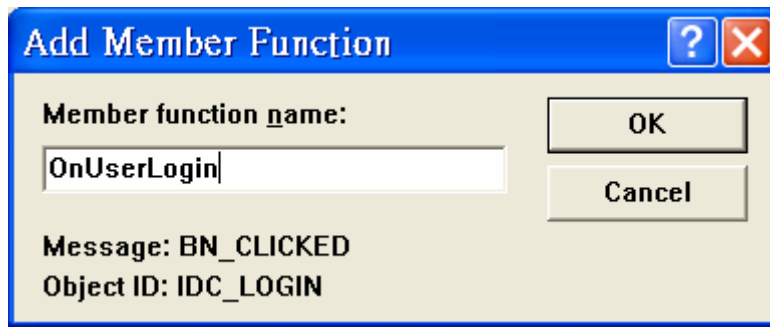 Add Member Function
?
Member function name:
OK
OnUserLogin
Cancel
Message: BN_CLICKED
Object ID: IDC_LOGIN